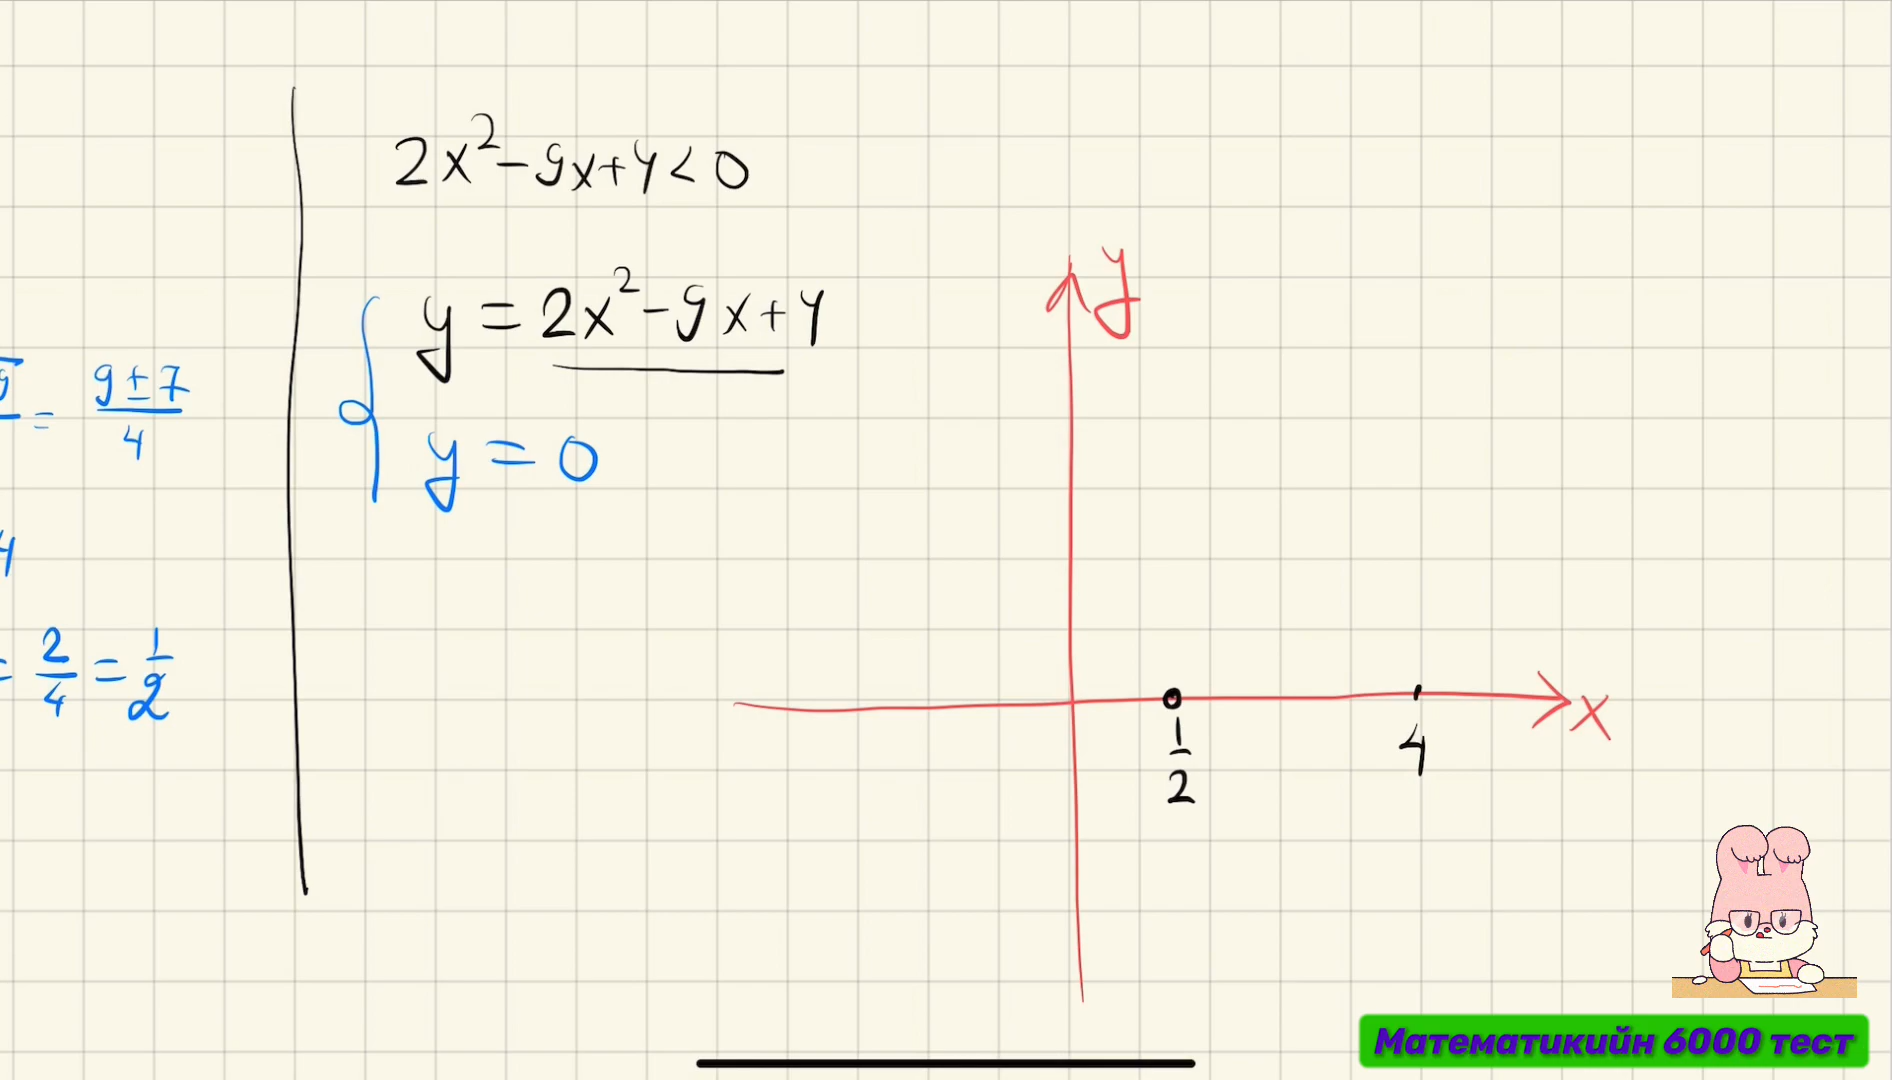 2x²-9x+4<0
y = 2x²-9x+4
y = 0
= 9±7/4
4
= 2/4 = 1/2
y
x
1/2
4
Математикийн 6000 тест